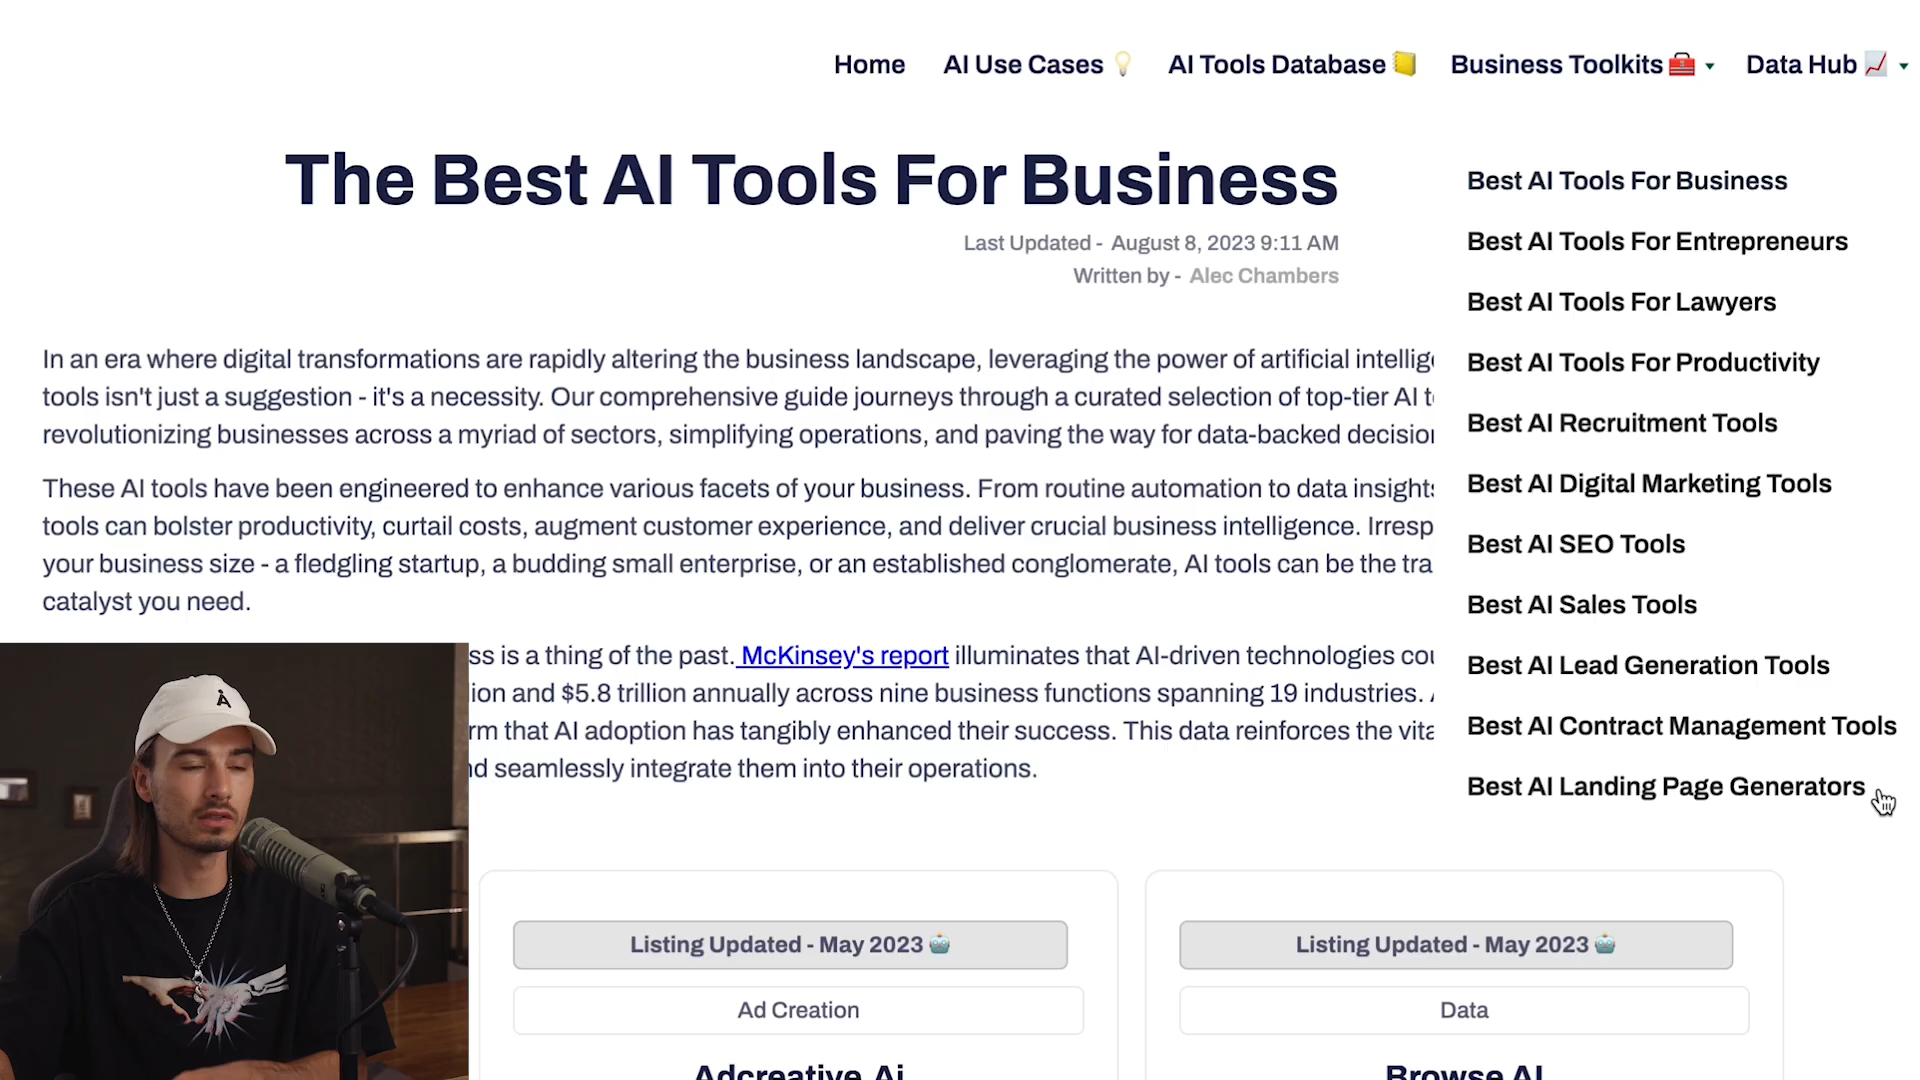 Home AI Use Cases AI Tools Database Business Toolkits Data Hub
The Best AI Tools For Business
Last Updated - August 8, 2023 9:11 AM
Written by - Alec Chambers
In an era where digital transformations are rapidly altering the business landscape, leveraging the power of artificial intellige
tools isn't just a suggestion - it's a necessity. Our comprehensive guide journeys through a curated selection of top-tier AI t
revolutionizing businesses across a myriad of sectors, simplifying operations, and paving the way for data-backed decision
These AI tools have been engineered to enhance various facets of your business. From routine automation to data insights
tools can bolster productivity, curtail costs, augment customer experience, and deliver crucial business intelligence. Irresp
your business size - a fledgling startup, a budding small enterprise, or an established conglomerate, AI tools can be the tra
catalyst you need.
ss is a thing of the past. McKinsey's report illuminates that AI-driven technologies cou
ion and $5.8 trillion annually across nine business functions spanning 19 industries.
rm that AI adoption has tangibly enhanced their success. This data reinforces the vita
nd seamlessly integrate them into their operations.
Best AI Tools For Business
Best AI Tools For Entrepreneurs
Best AI Tools For Lawyers
Best AI Tools For Productivity
Best AI Recruitment Tools
Best AI Digital Marketing Tools
Best AI SEO Tools
Best AI Sales Tools
Best AI Lead Generation Tools
Best AI Contract Management Tools
Best AI Landing Page Generators
Listing Updated - May 2023
Ad Creation
Adcreative.Ai
Listing Updated - May 2023
Data
Browse AI